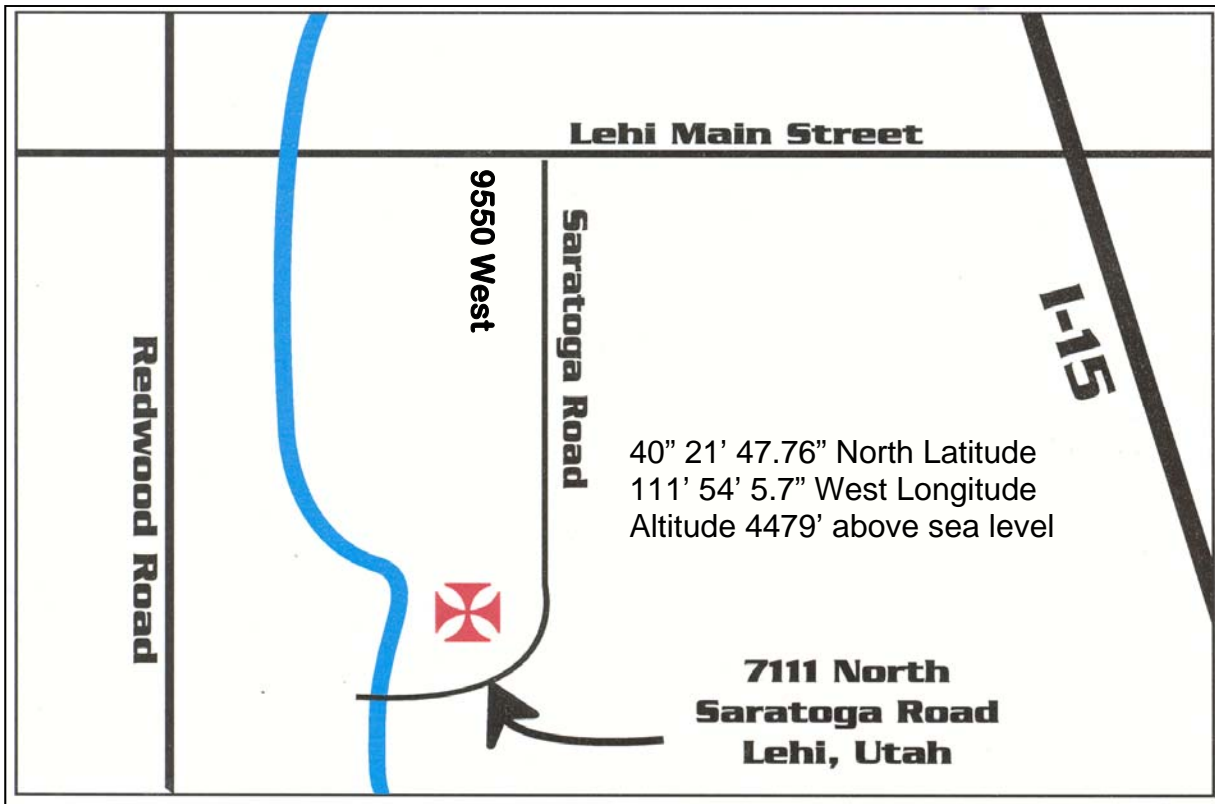 Lehi Main Street
9550 West
Saratoga Road
I-15
Redwood Road
40” 21’ 47.76” North Latitude
111’ 54’ 5.7” West Longitude
Altitude 4479’ above sea level
7111 North
Saratoga Road
Lehi, Utah